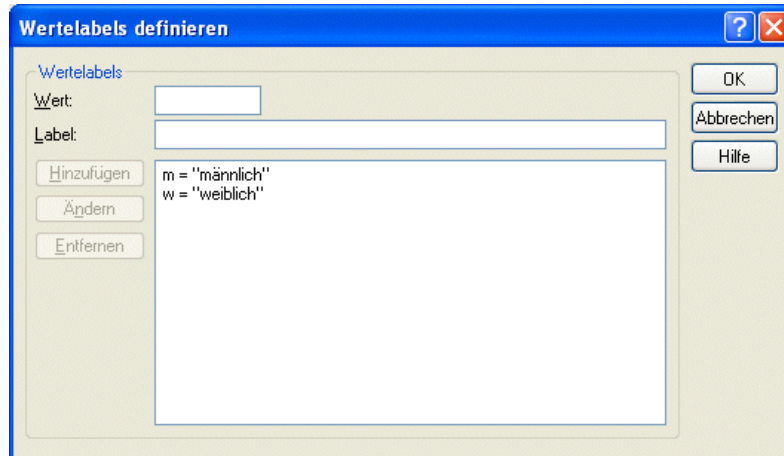 Wertelabels definieren
Wertelabels
Wert:
Label:
Hinzufügen
Ändern
Entfernen
m = "männlich"
w = "weiblich"
OK
Abbrechen
Hilfe